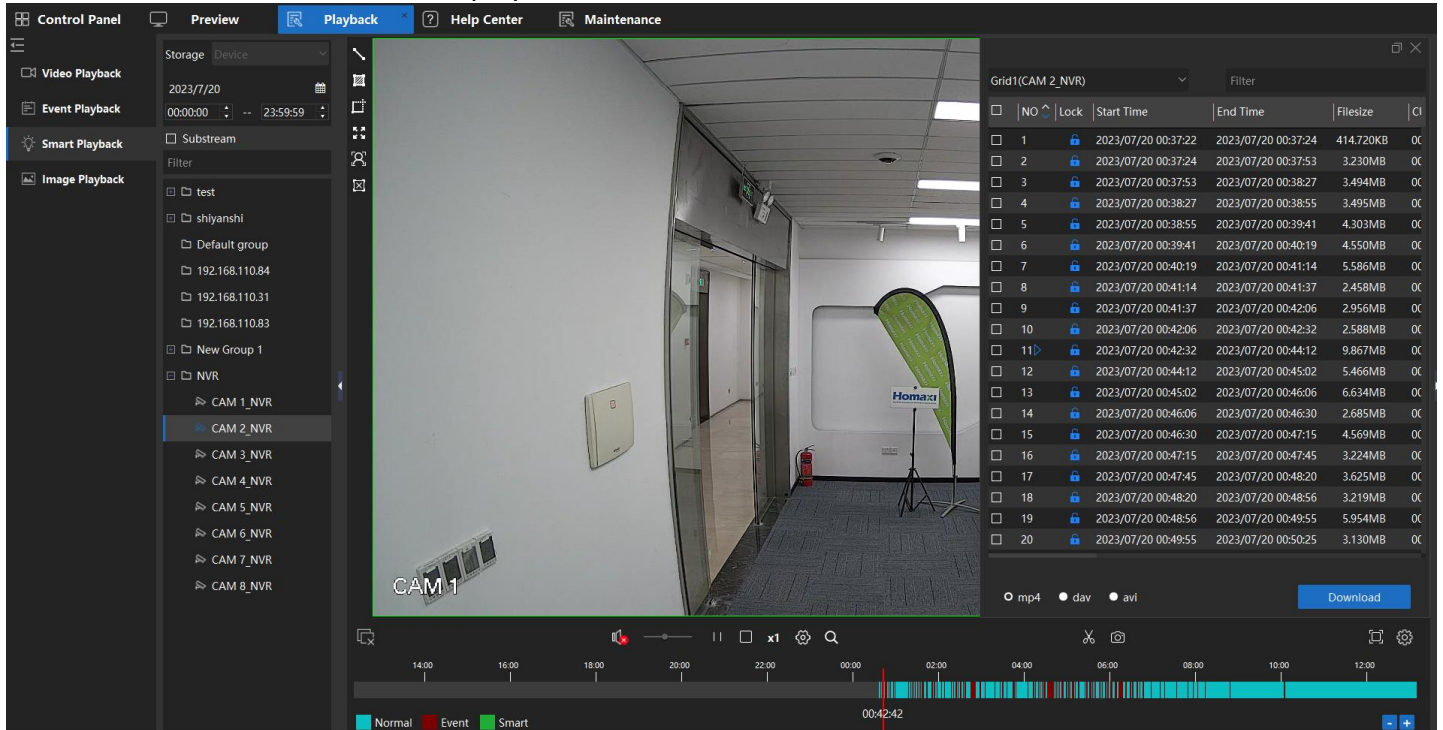 Control Panel
Preview
Playback
Help Center
Maintenance
Video Playback
Event Playback
Smart Playback
Image Playback
Storage Device
2023/7/20
00:00:00 -- 23:59:59
Substream
Filter
test
shiyanshi
Default group
192.168.110.84
192.168.110.31
192.168.110.83
New Group 1
NVR
CAM 1_NVR
CAM 2_NVR
CAM 3_NVR
CAM 4_NVR
CAM 5_NVR
CAM 6_NVR
CAM 7_NVR
CAM 8_NVR
Homaxi
CAM 1
Grid1(CAM 2_NVR)
Filter
NO Lock Start Time End Time Filesize
1 2023/07/20 00:37:22 2023/07/20 00:37:24 414.720KB
2 2023/07/20 00:37:24 2023/07/20 00:37:53 3.230MB
3 2023/07/20 00:37:53 2023/07/20 00:38:27 3.494MB
4 2023/07/20 00:38:27 2023/07/20 00:38:55 3.495MB
5 2023/07/20 00:38:55 2023/07/20 00:39:41 4.303MB
6 2023/07/20 00:39:41 2023/07/20 00:40:19 4.550MB
7 2023/07/20 00:40:19 2023/07/20 00:41:14 5.586MB
8 2023/07/20 00:41:14 2023/07/20 00:41:37 2.458MB
9 2023/07/20 00:41:37 2023/07/20 00:42:06 2.956MB
10 2023/07/20 00:42:06 2023/07/20 00:42:32 2.588MB
11 2023/07/20 00:42:32 2023/07/20 00:44:12 9.867MB
12 2023/07/20 00:44:12 2023/07/20 00:45:02 5.466MB
13 2023/07/20 00:45:02 2023/07/20 00:46:06 6.634MB
14 2023/07/20 00:46:06 2023/07/20 00:46:30 2.685MB
15 2023/07/20 00:46:30 2023/07/20 00:47:15 4.569MB
16 2023/07/20 00:47:15 2023/07/20 00:47:45 3.224MB
17 2023/07/20 00:47:45 2023/07/20 00:48:20 3.625MB
18 2023/07/20 00:48:20 2023/07/20 00:48:56 3.219MB
19 2023/07/20 00:48:56 2023/07/20 00:49:55 5.954MB
20 2023/07/20 00:49:55 2023/07/20 00:50:25 3.130MB
mp4 dav avi Download
x1
14:00 16:00 18:00 20:00 22:00 00:00 02:00 04:00 06:00 08:00 10:00 12:00
00:42:42
Normal Event Smart